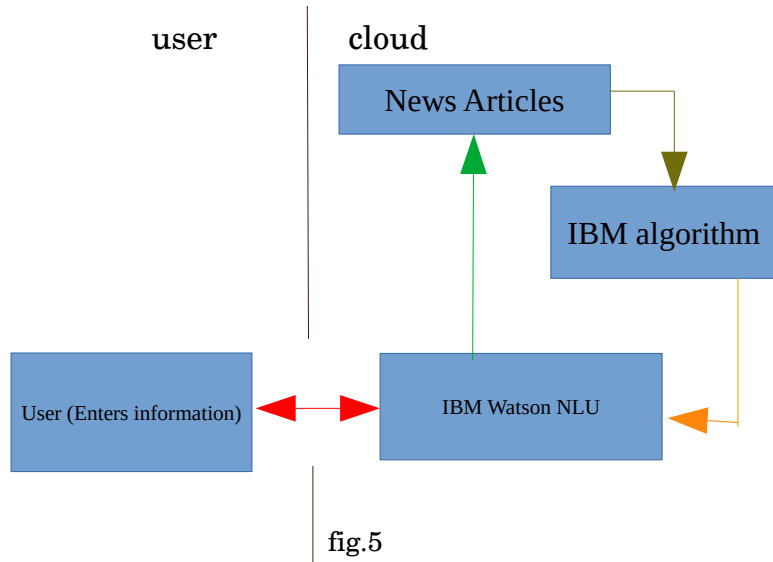 user
cloud
News Articles
IBM algorithm
User (Enters information)
IBM Watson NLU
fig.5